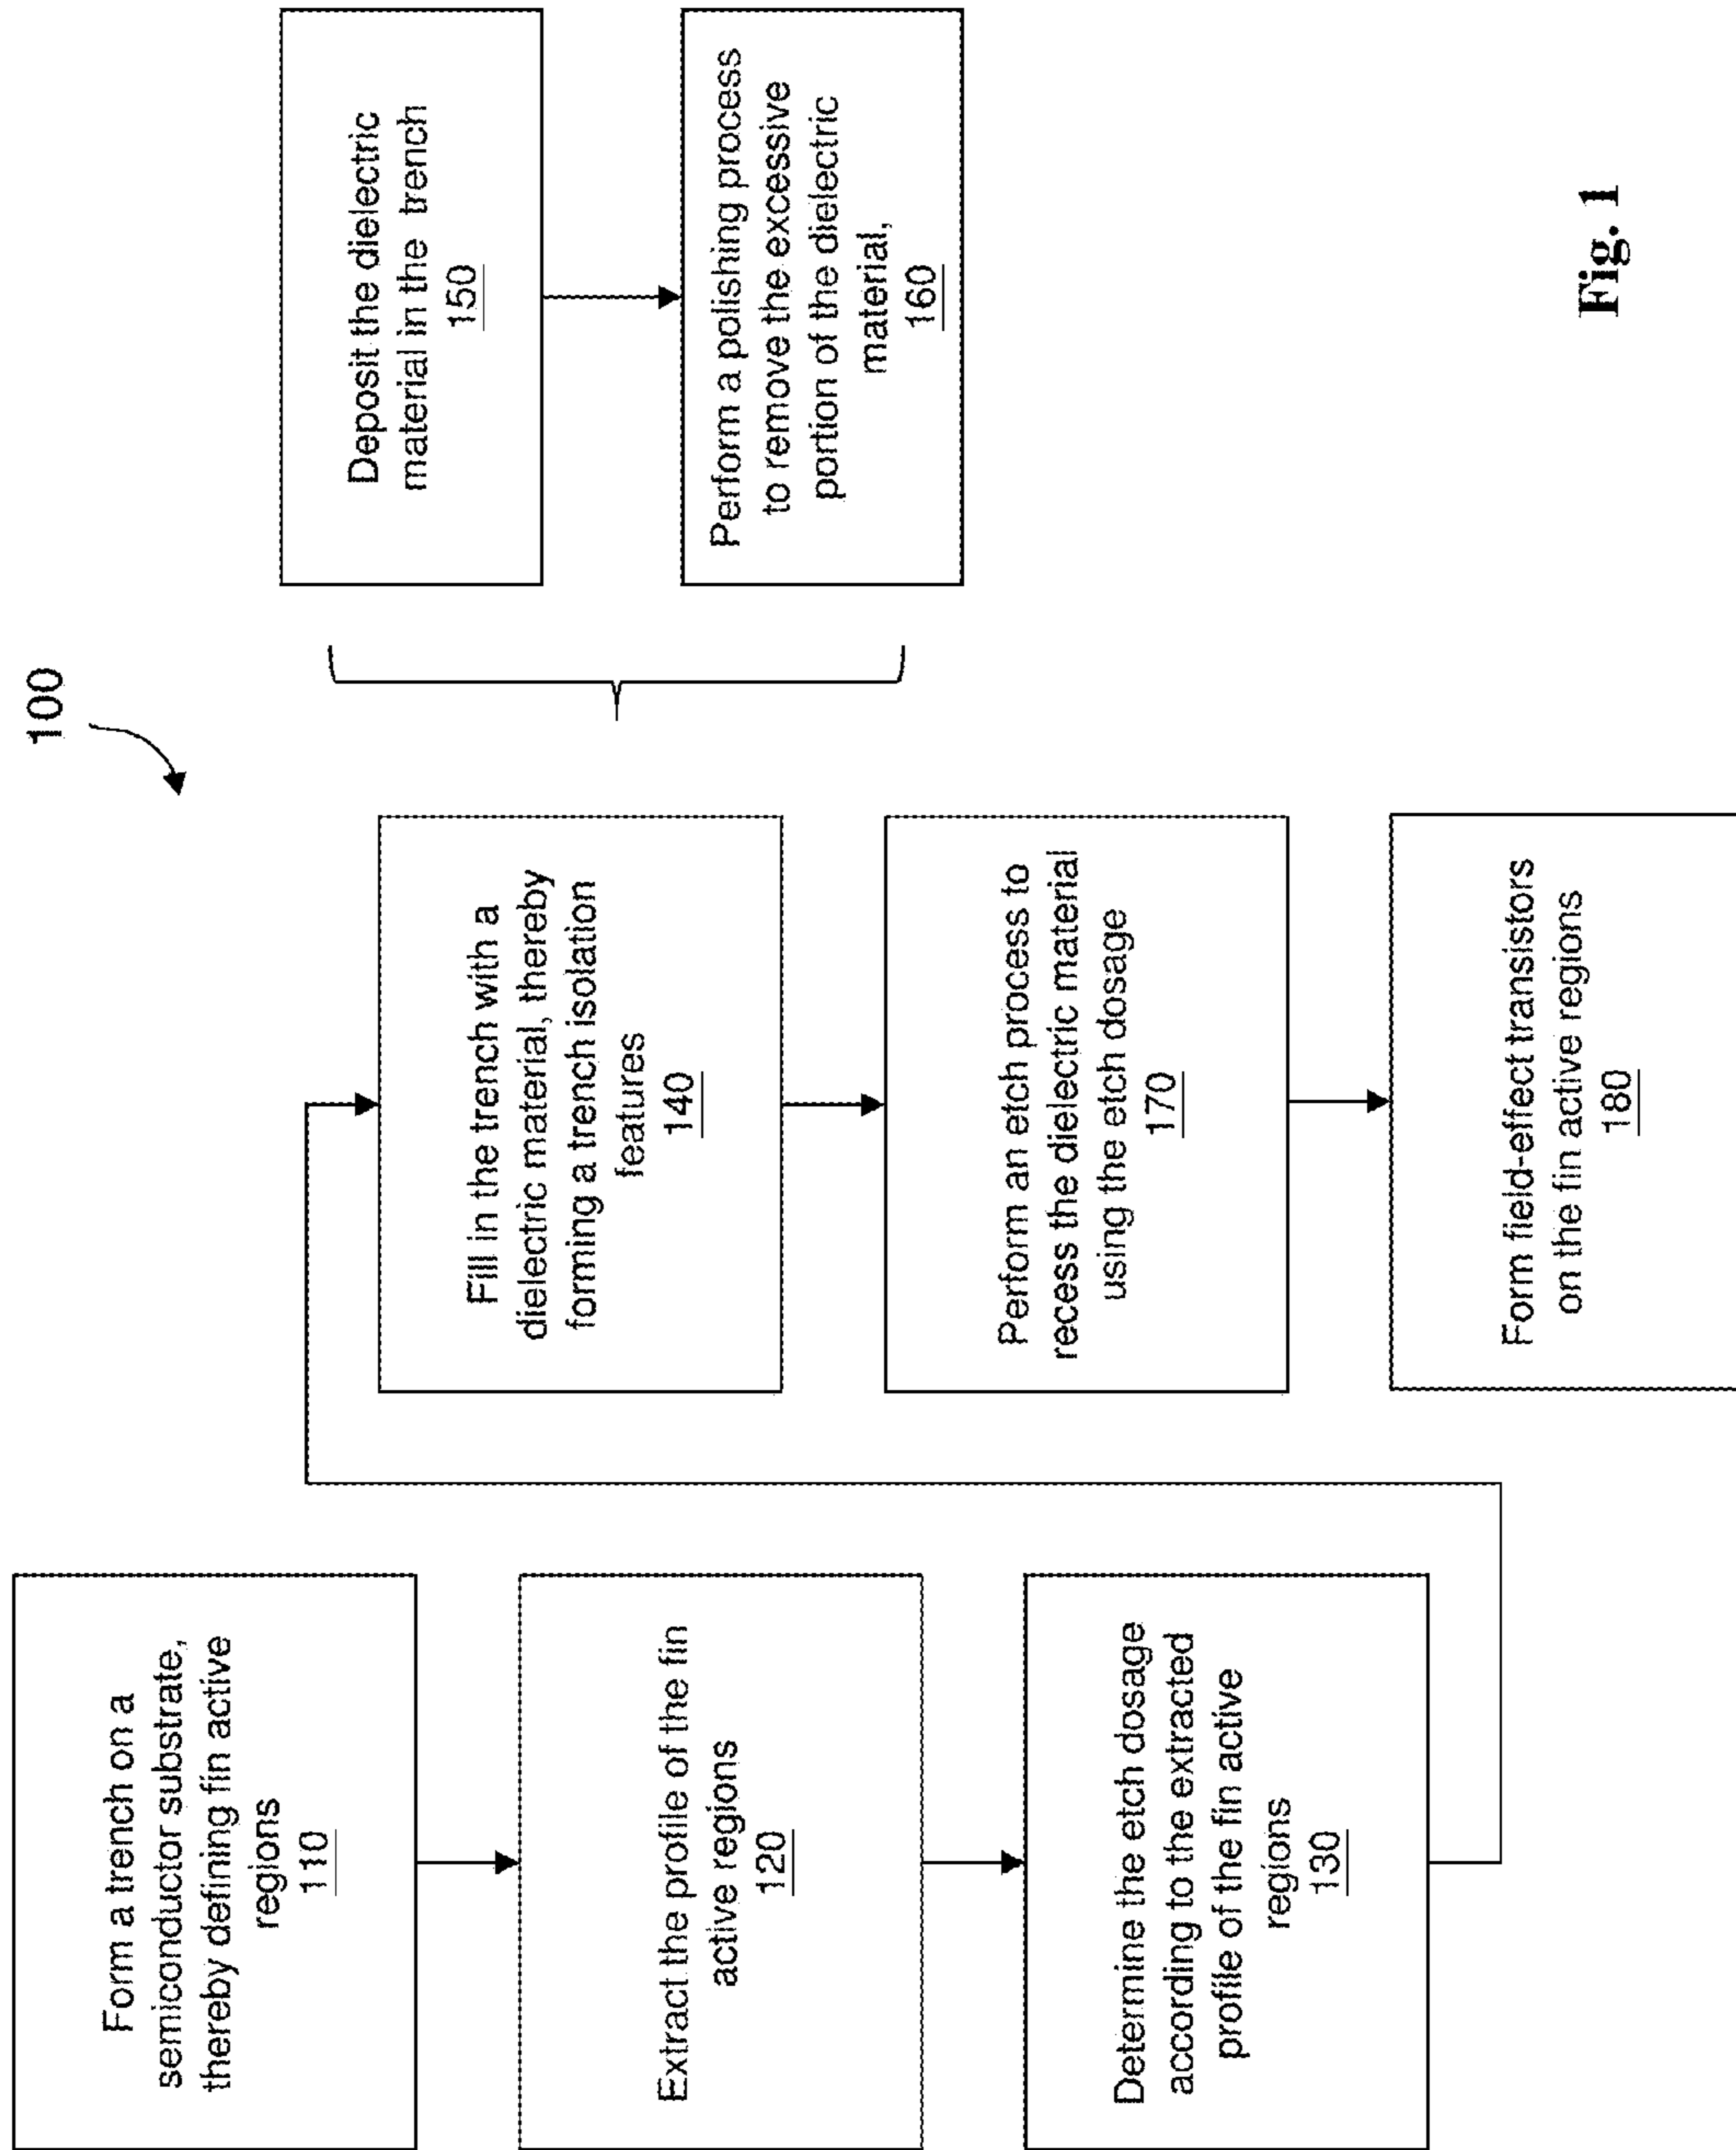 100
Form a trench on a
semiconductor substrate,
thereby defining fin active
regions
110
Extract the profile of the fin
active regions
120
Determine the etch dosage
according to the extracted
profile of the fin active
regions
130
Fill in the trench with a
dielectric material, thereby
forming a trench isolation
features
140
Perform an etch process to
recess the dielectric material
using the etch dosage
170
Form field-effect transistors
on the fin active regions
180
Deposit the dielectric
material in the trench
150
Perform a polishing process
to remove the excessive
portion of the dielectric
material,
160
Fig. 1